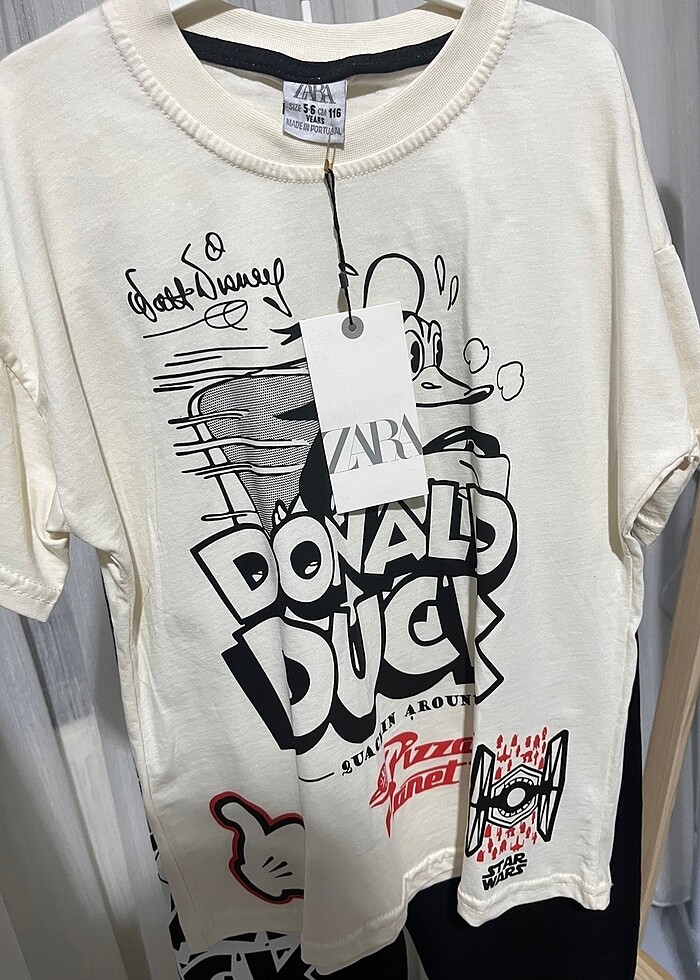 ZARA
SIZE 5-6 CM 116
YEARS
MADE IN PORTUGAL
Walt Disney
ZARA
DONALD
DUCK
QUACKIN AROUN
Pizza
Planet
STAR
WARS